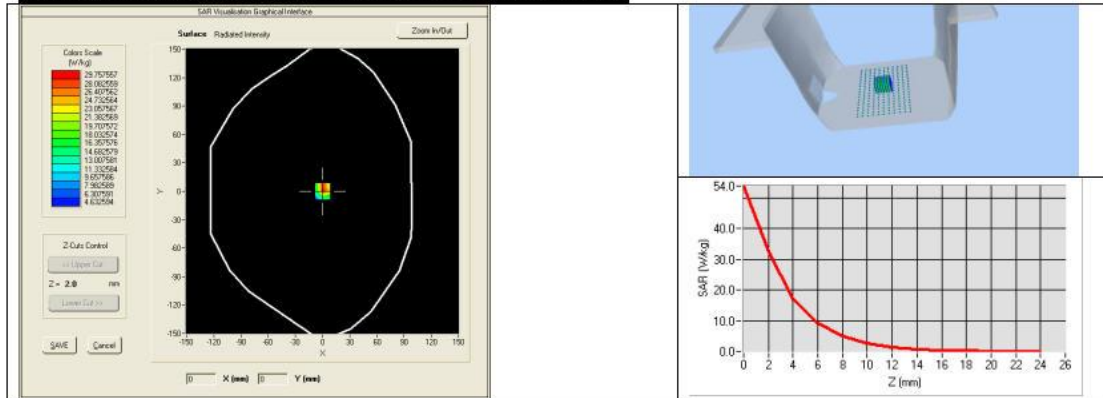 SAR Visualisation Graphical Interface
Surface Radiated Intensity
Zoom In/Out
Colors Scale
(W/kg)
29.757557
28.082559
26.407562
24.732564
23.057567
21.382569
19.707572
18.032574
16.357576
14.682579
13.007581
11.332584
9.657586
7.982589
6.307591
4.632594
150
120
90
60
30
0
-30
-60
-90
-120
-150
Y
-150 -120 -90 -60 -30 0 30 60 90 120 150
X
Z-Cuts Control
<< Upper Cut
Z = 2.0 mm
Lower Cut >>
SAVE Cancel
0 X (mm) 0 Y (mm)
54.0
40.0
30.0
20.0
10.0
0.0
SAR (W/kg)
0 2 4 6 8 10 12 14 16 18 20 22 24 26
Z (mm)